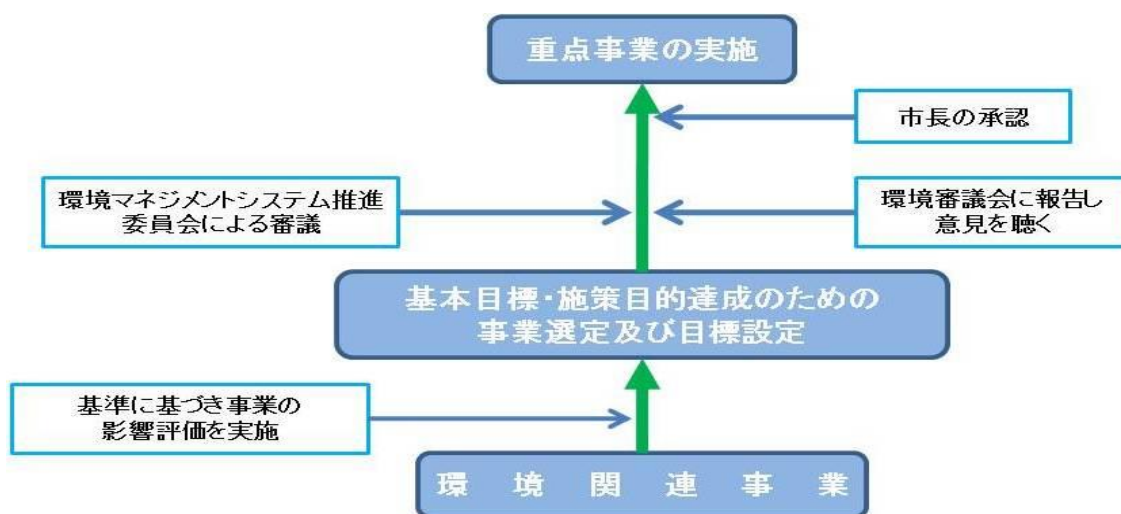 重点事業の実施
市長の承認
環境マネジメントシステム推進
委員会による審議
環境審議会に報告し
意見を聴く
基本目標・施策目的達成のための
事業選定及び目標設定
基準に基づき事業の
影響評価を実施
環境関連事業